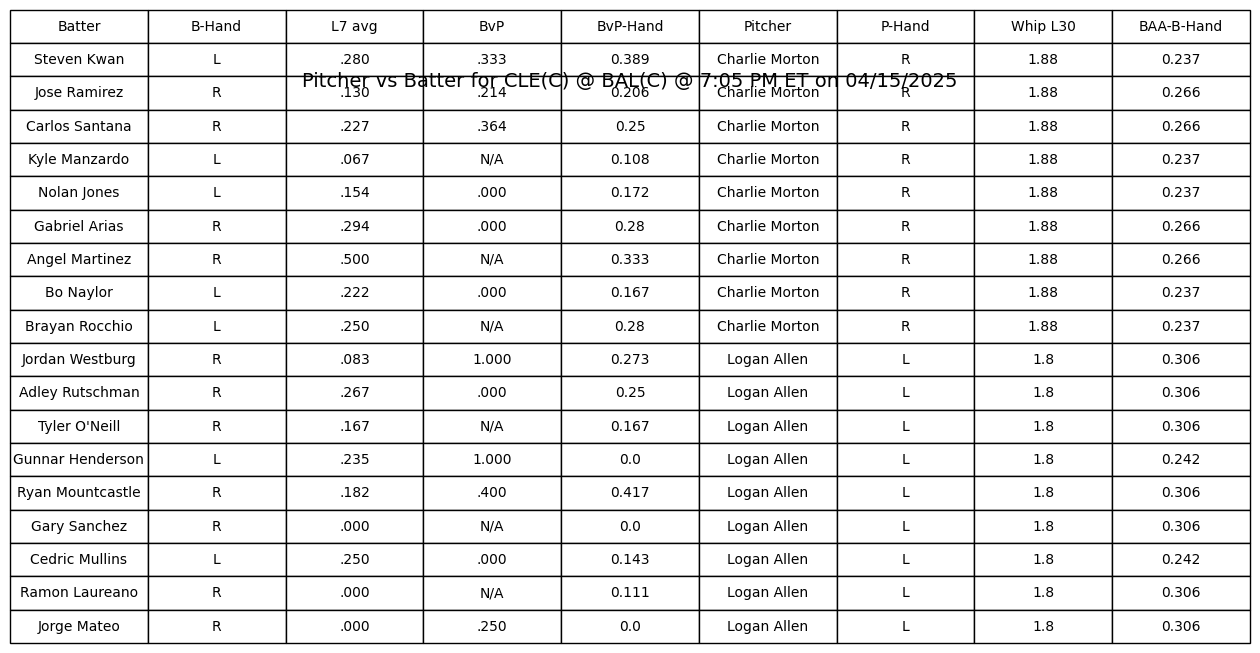 Batter B-Hand L7 avg BvP BvP-Hand Pitcher P-Hand Whip L30 BAA-B-Hand
Steven Kwan L .280 .333 0.389 Charlie Morton R 1.88 0.237
Pitcher vs Batter for CLE(C) @ BAL(C) @ 7:05 PM ET on 04/15/2025
Jose Ramirez R .130 .214 0.206 Charlie Morton R 1.88 0.266
Carlos Santana R .227 .364 0.25 Charlie Morton R 1.88 0.266
Kyle Manzardo L .067 N/A 0.108 Charlie Morton R 1.88 0.237
Nolan Jones L .154 .000 0.172 Charlie Morton R 1.88 0.237
Gabriel Arias R .294 .000 0.28 Charlie Morton R 1.88 0.266
Angel Martinez R .500 N/A 0.333 Charlie Morton R 1.88 0.266
Bo Naylor L .222 .000 0.167 Charlie Morton R 1.88 0.237
Brayan Rocchio L .250 N/A 0.28 Charlie Morton R 1.88 0.237
Jordan Westburg R .083 1.000 0.273 Logan Allen L 1.8 0.306
Adley Rutschman R .267 .000 0.25 Logan Allen L 1.8 0.306
Tyler O'Neill R .167 N/A 0.167 Logan Allen L 1.8 0.306
Gunnar Henderson L .235 1.000 0.0 Logan Allen L 1.8 0.242
Ryan Mountcastle R .182 .400 0.417 Logan Allen L 1.8 0.306
Gary Sanchez R .000 N/A 0.0 Logan Allen L 1.8 0.306
Cedric Mullins L .250 .000 0.143 Logan Allen L 1.8 0.242
Ramon Laureano R .000 N/A 0.111 Logan Allen L 1.8 0.306
Jorge Mateo R .000 .250 0.0 Logan Allen L 1.8 0.306